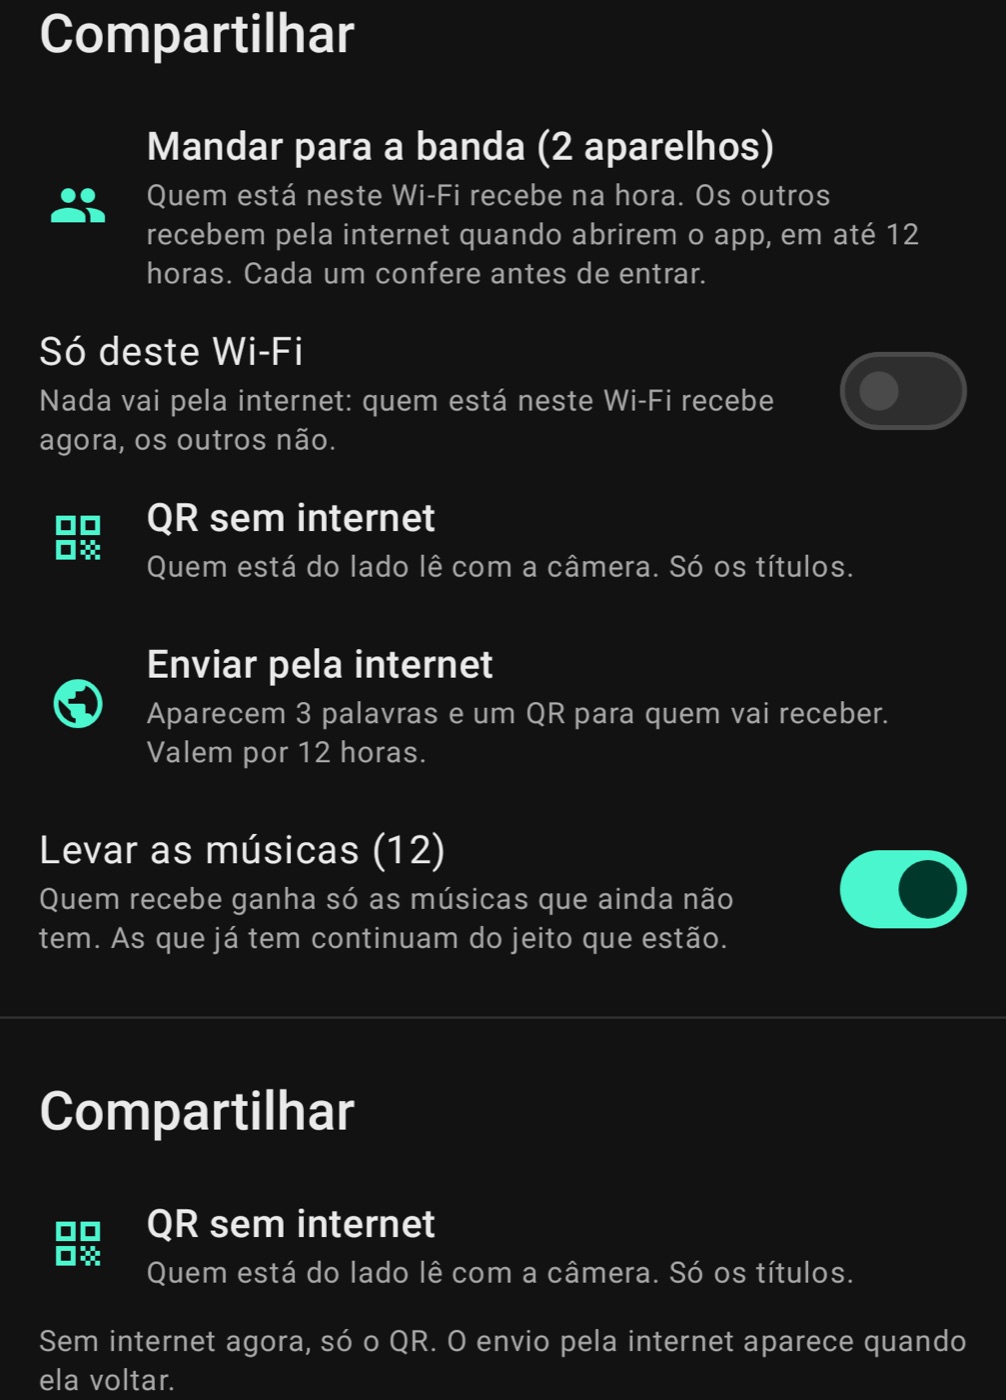 Compartilhar
Mandar para a banda (2 aparelhos)
Quem está neste Wi-Fi recebe na hora. Os outros
recebem pela internet quando abrirem o app, em até 12
horas. Cada um confere antes de entrar.
Só deste Wi-Fi
Nada vai pela internet: quem está neste Wi-Fi recebe
agora, os outros não.
QR sem internet
Quem está do lado lê com a câmera. Só os títulos.
Enviar pela internet
Aparecem 3 palavras e um QR para quem vai receber.
Valem por 12 horas.
Levar as músicas (12)
Quem recebe ganha só as músicas que ainda não
tem. As que já tem continuam do jeito que estão.
Compartilhar
QR sem internet
Quem está do lado lê com a câmera. Só os títulos.
Sem internet agora, só o QR. O envio pela internet aparece quando
ela voltar.